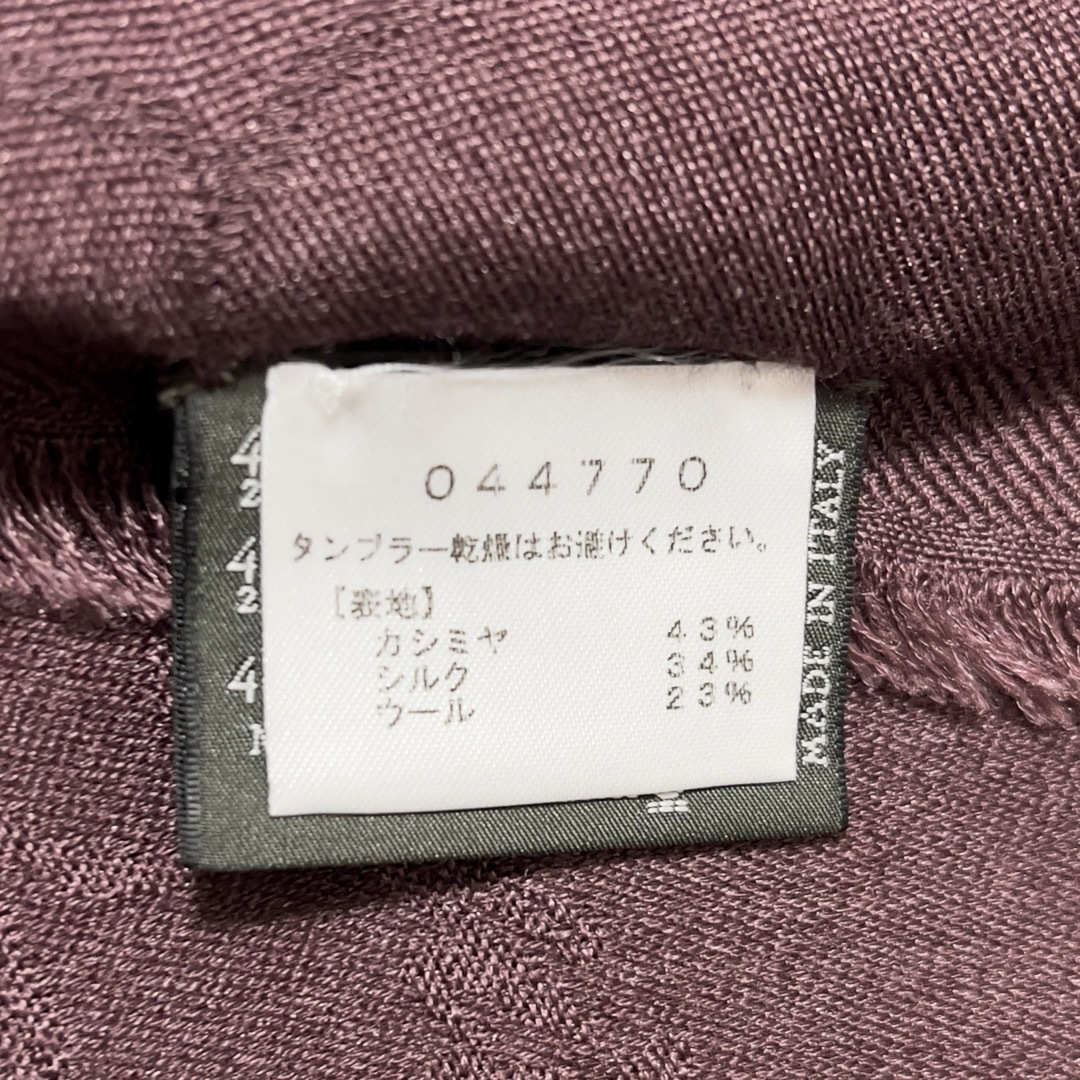 044770
タンブラー乾燥はお避けください。
【表地】
カシミヤ 43%
シルク 34%
ウール 23%
MADE IN ITALY